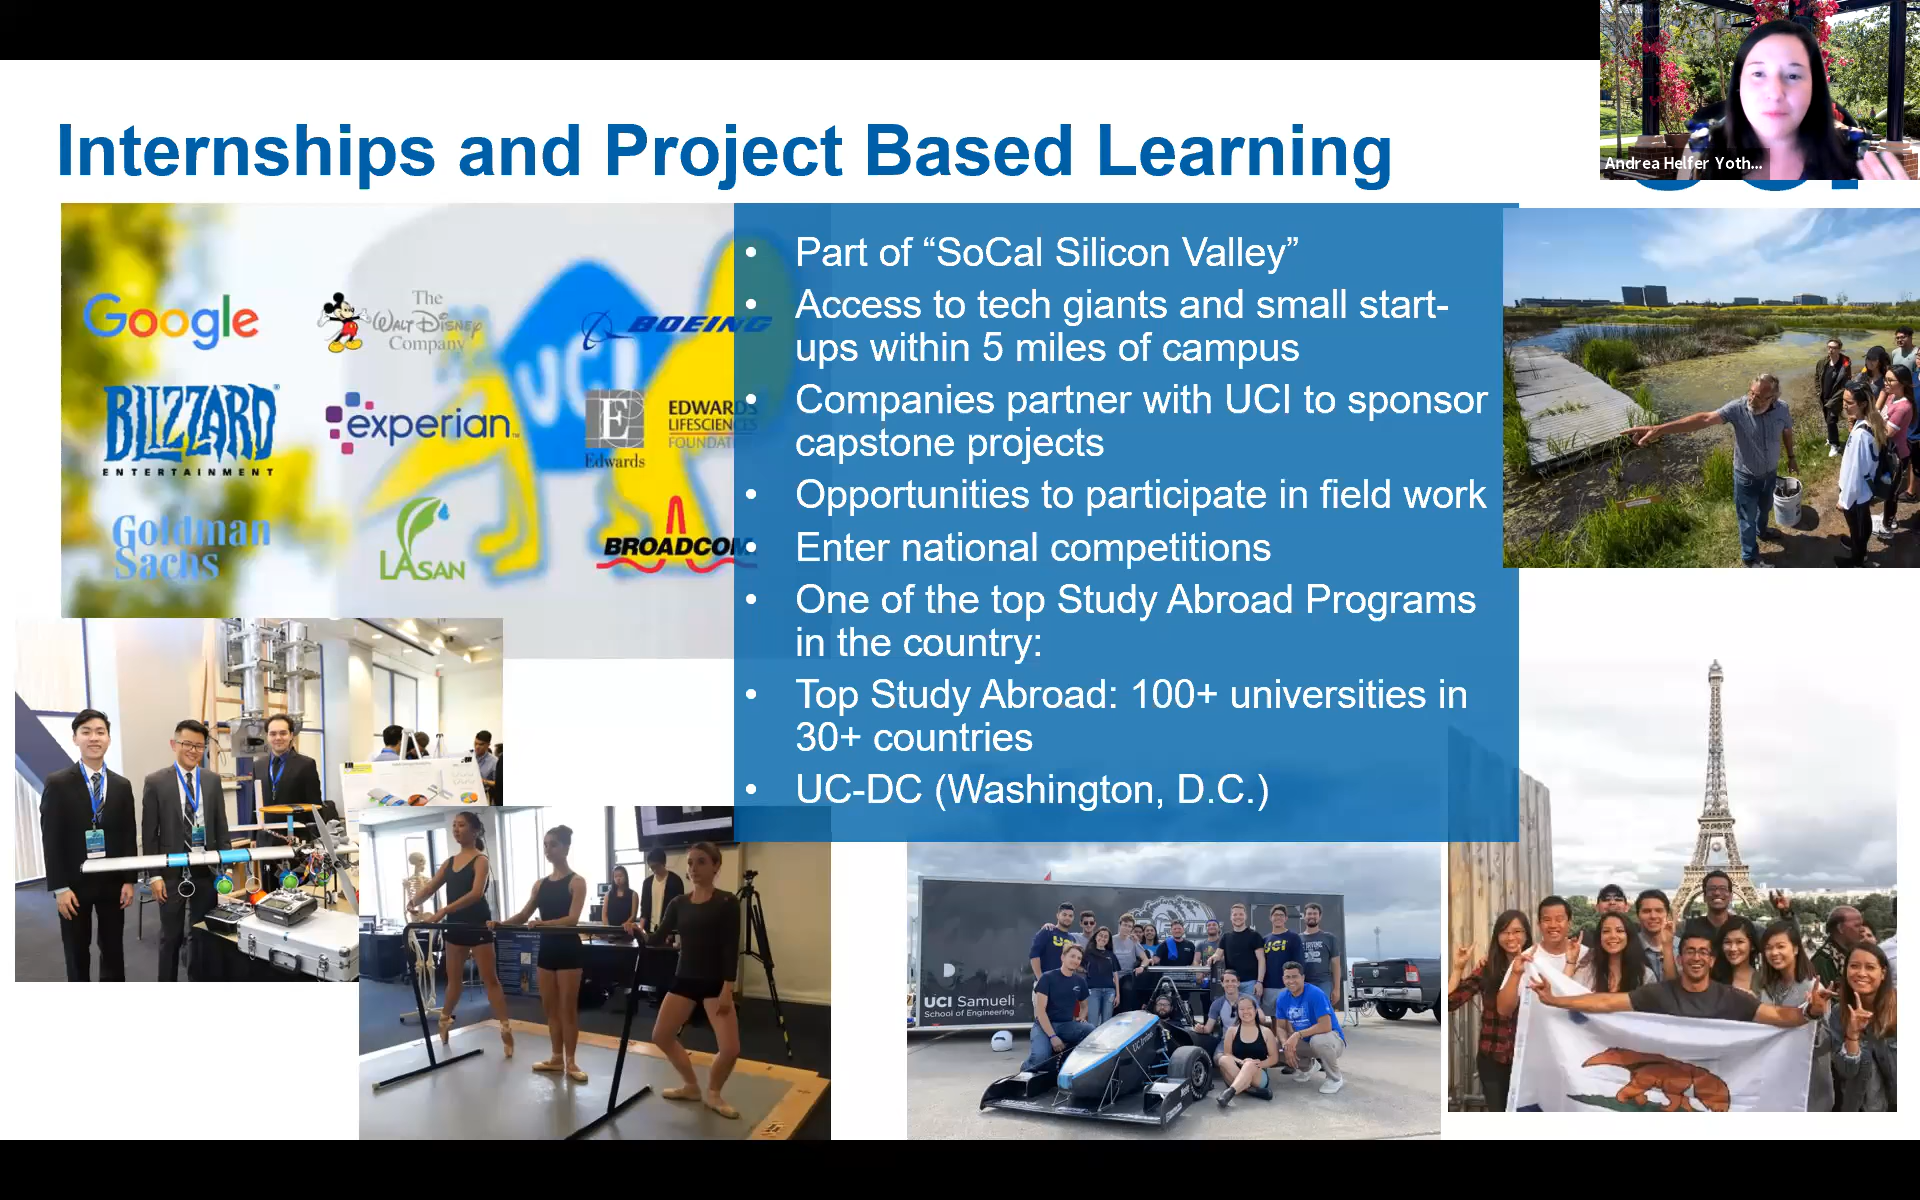 Andrea Helfer Yoth...
Internships and Project Based Learning
Google
The
WALT DISNEY
Company
BOEING
BLIZZARD
ENTERTAINMENT
experian
E
Edwards
EDWARDS
LIFESCIENCES
Goldman
Sachs
LASAN
BROADCOM
UCI
• Part of “SoCal Silicon Valley”
• Access to tech giants and small start-
ups within 5 miles of campus
• Companies partner with UCI to sponsor
capstone projects
• Opportunities to participate in field work
• Enter national competitions
• One of the top Study Abroad Programs
in the country:
• Top Study Abroad: 100+ universities in
30+ countries
• UC-DC (Washington, D.C.)
UCI Samueli
School of Engineering
UCI